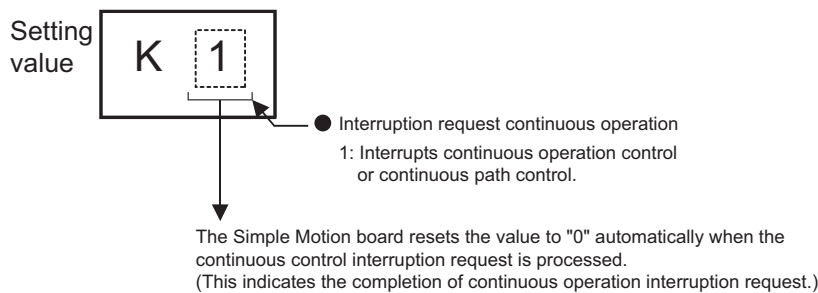 Setting
value
K 1
● Interruption request continuous operation
1: Interrupts continuous operation control
or continuous path control.
The Simple Motion board resets the value to "0" automatically when the
continuous control interruption request is processed.
(This indicates the completion of continuous operation interruption request.)